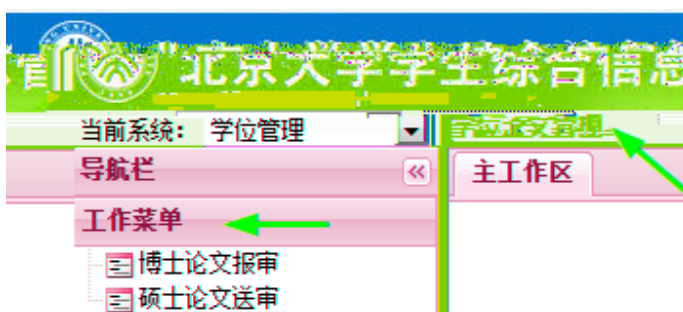 北京大学学生综合信息
当前系统： 学位管理 学位论文管理
导航栏 主工作区
工作菜单
博士论文报审
硕士论文送审